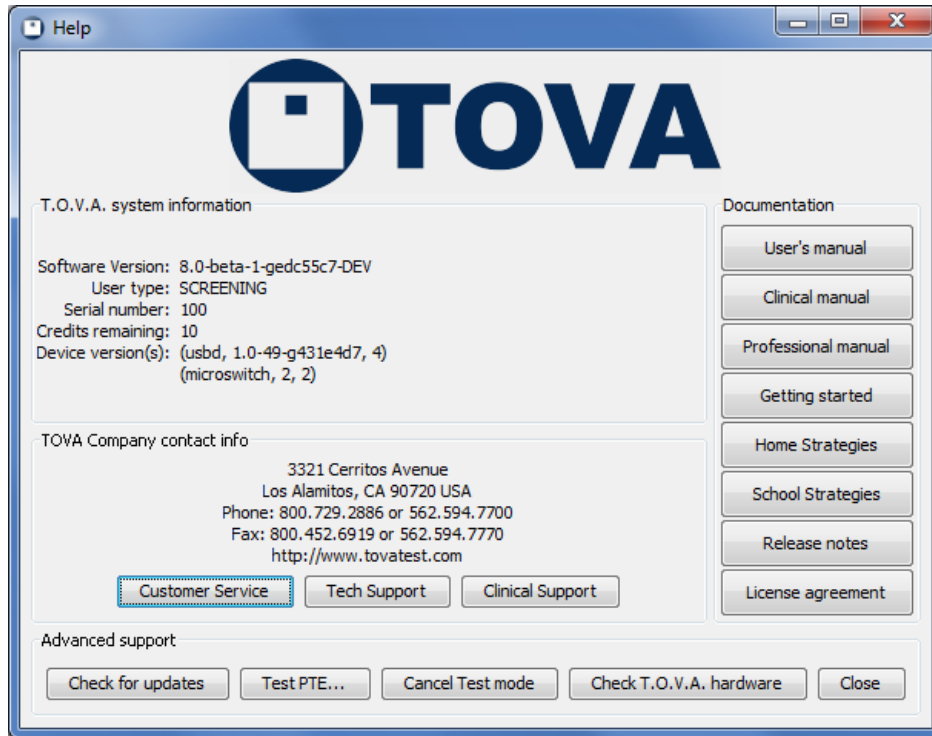 Help
TOVA
T.O.V.A. system information
Software Version: 8.0-beta-1-gedc55c7-DEV
User type: SCREENING
Serial number: 100
Credits remaining: 10
Device version(s): (usbd, 1.0-49-g431e4d7, 4)
(microswitch, 2, 2)
TOVA Company contact info
3321 Cerritos Avenue
Los Alamitos, CA 90720 USA
Phone: 800.729.2886 or 562.594.7700
Fax: 800.452.6919 or 562.594.7770
http://www.tovatest.com
Customer Service
Tech Support
Clinical Support
Documentation
User's manual
Clinical manual
Professional manual
Getting started
Home Strategies
School Strategies
Release notes
License agreement
Advanced support
Check for updates
Test PTE...
Cancel Test mode
Check T.O.V.A. hardware
Close